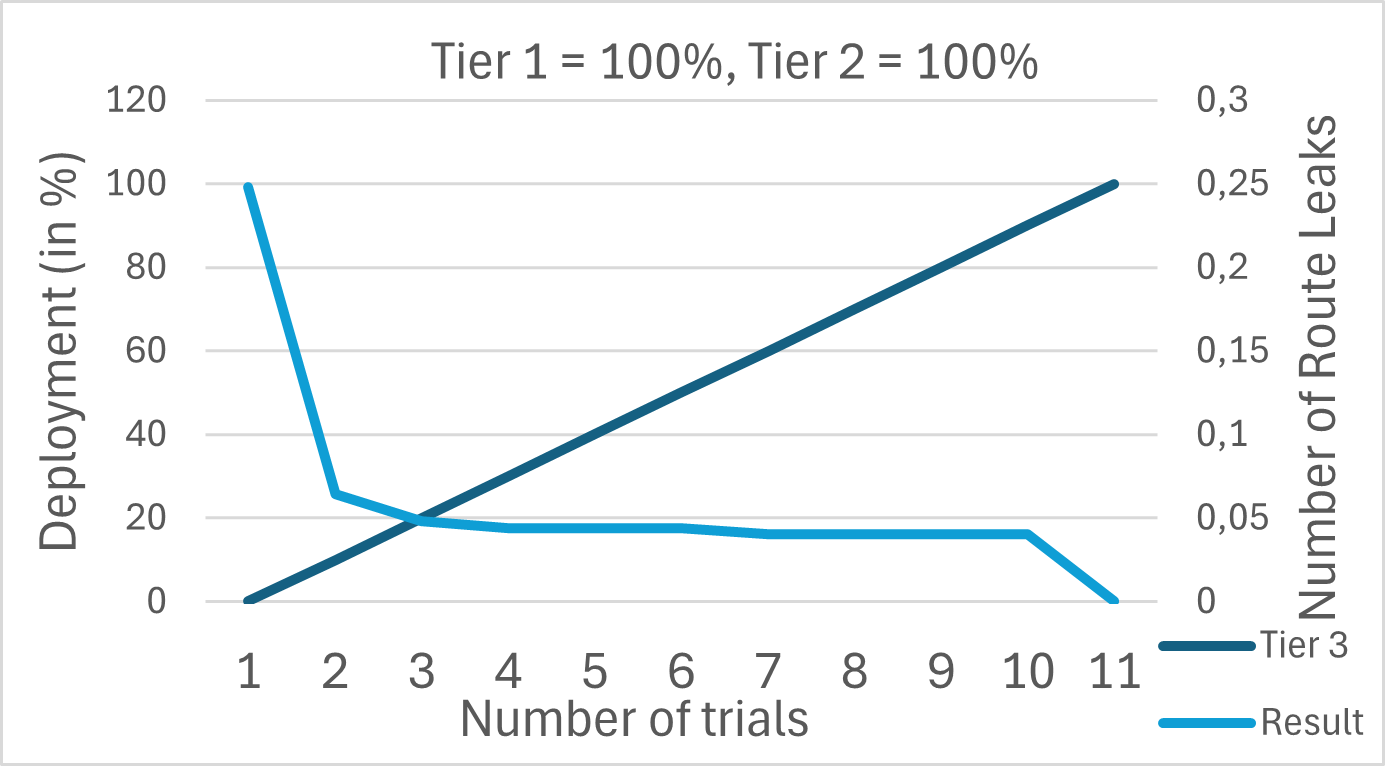 Tier 1 = 100%, Tier 2 = 100%
Deployment (in %)
120
100
80
60
40
20
0
0,3
0,25
0,2
0,15
0,1
0,05
0
Number of Route Leaks
1 2 3 4 5 6 7 8 9 10 11
Number of trials
Tier 3
Result